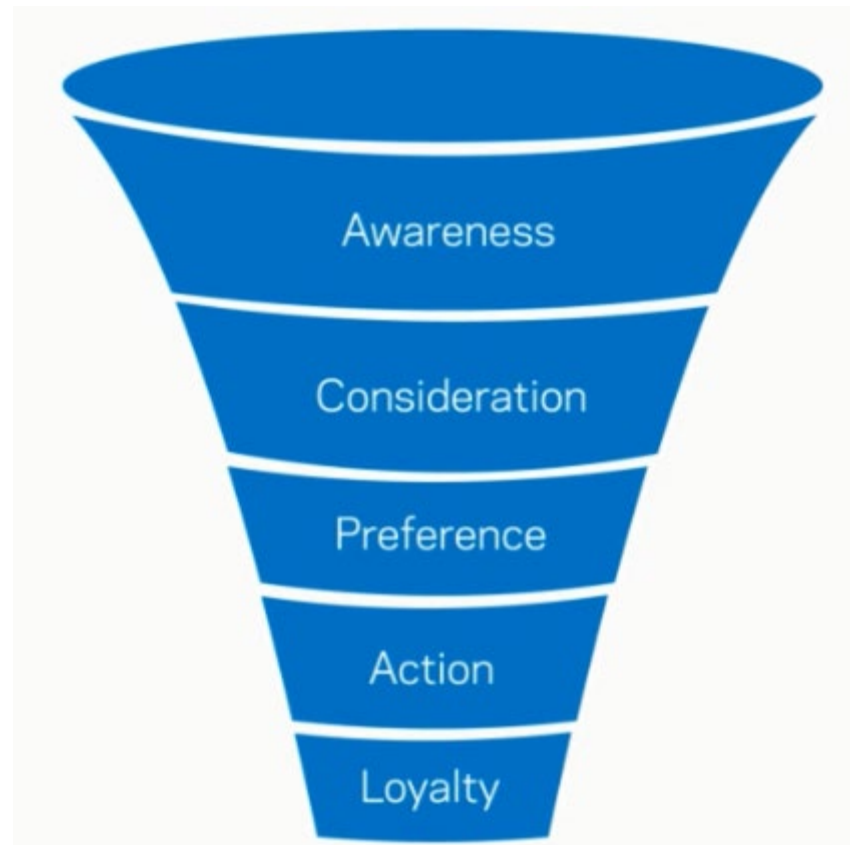 Awareness
Consideration
Preference
Action
Loyalty